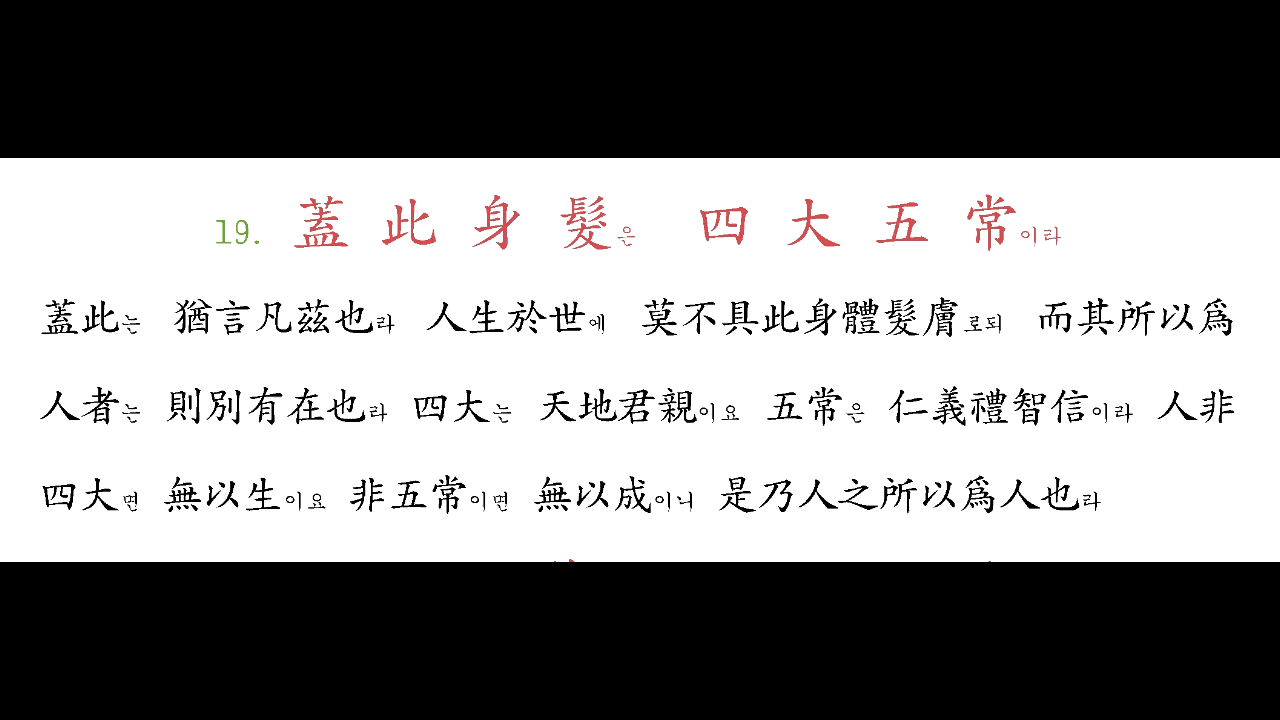 19. 蓋此身髮은 四大五常이라
蓋此는 猶言凡茲也라 人生於世에 莫不具此身體髮膚로되 而其所以爲
人者는 則別有在也라 四大는 天地君親이요 五常은 仁義禮智信이라 人非
四大면 無以生이요 非五常이면 無以成이니 是乃人之所以爲人也라